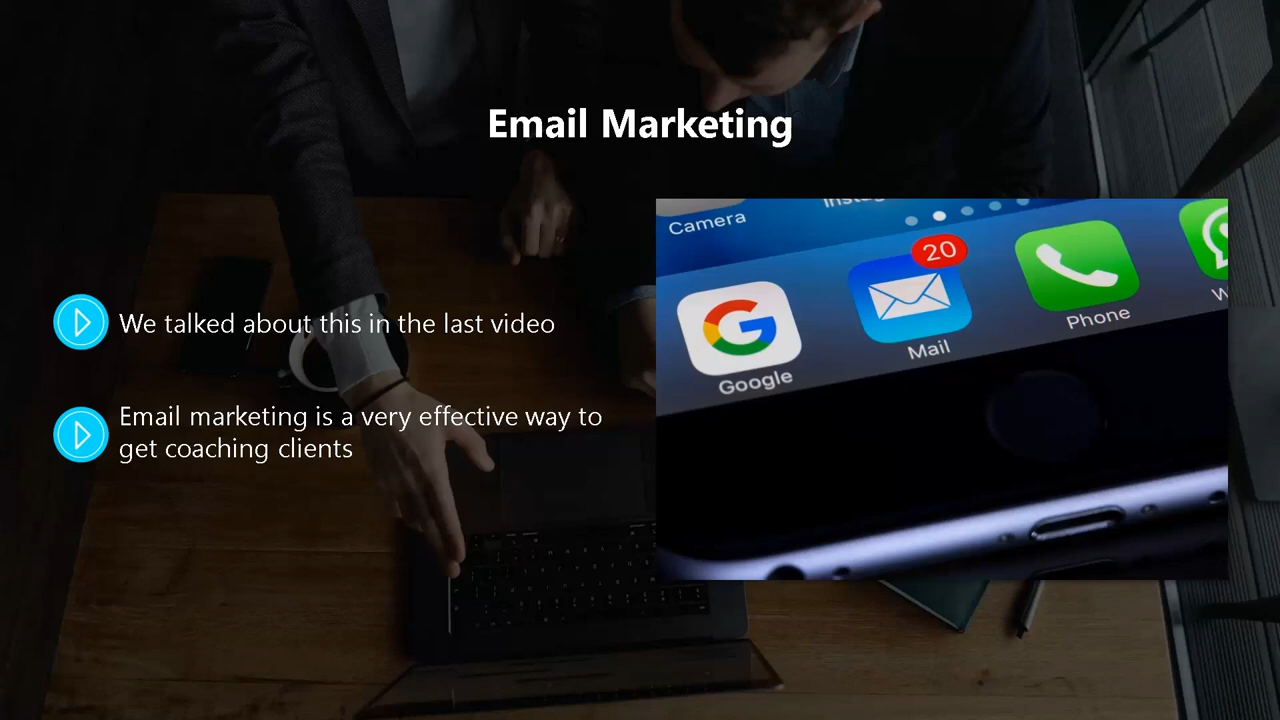 Email Marketing
We talked about this in the last video
Email marketing is a very effective way to
get coaching clients
Camera
20
Google
Mail
Phone